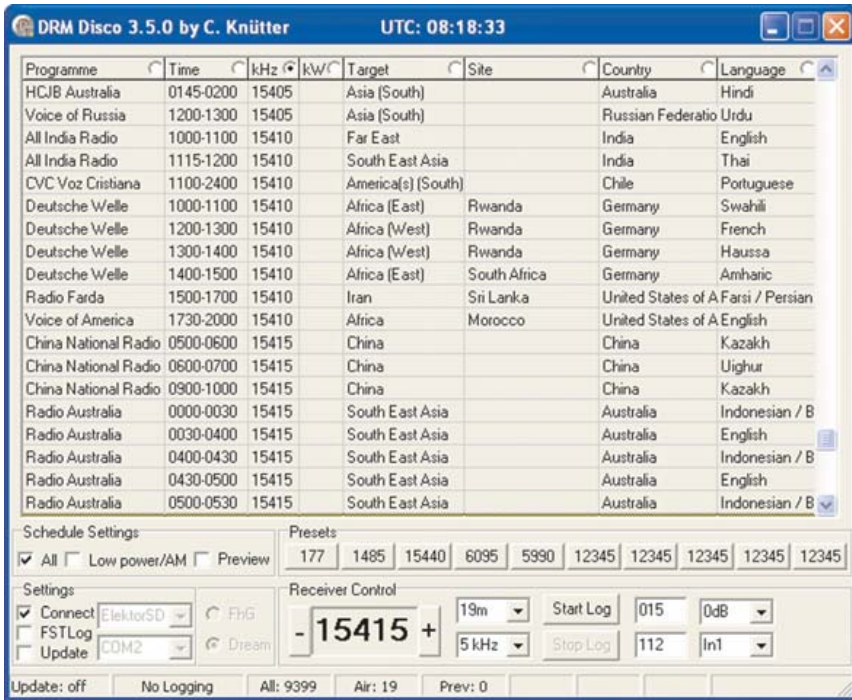 DRM Disco 3.5.0 by C. Knütter UTC: 08:18:33
Programme Time kHz kW Target Site Country Language
HCJB Australia 0145-0200 15405 Asia (South) Australia Hindi
Voice of Russia 1200-1300 15405 Asia (South) Russian Federatio Urdu
All India Radio 1000-1100 15410 Far East India English
All India Radio 1115-1200 15410 South East Asia India Thai
CVC Voz Cristiana 1100-2400 15410 America(s) (South) Chile Portuguese
Deutsche Welle 1000-1100 15410 Africa (East) Rwanda Germany Swahili
Deutsche Welle 1200-1300 15410 Africa (West) Rwanda Germany French
Deutsche Welle 1300-1400 15410 Africa (West) Rwanda Germany Haussa
Deutsche Welle 1400-1500 15410 Africa (East) South Africa Germany Amharic
Radio Farda 1500-1700 15410 Iran Sri Lanka United States of A Farsi / Persian
Voice of America 1730-2000 15410 Africa Morocco United States of A English
China National Radio 0500-0600 15415 China China Kazakh
China National Radio 0600-0700 15415 China China Uighur
China National Radio 0900-1000 15415 China China Kazakh
Radio Australia 0000-0030 15415 South East Asia Australia Indonesian / B
Radio Australia 0030-0400 15415 South East Asia Australia English
Radio Australia 0400-0430 15415 South East Asia Australia Indonesian / B
Radio Australia 0430-0500 15415 South East Asia Australia English
Radio Australia 0500-0530 15415 South East Asia Australia Indonesian / B
Schedule Settings Presets
All Low power/AM Preview 177 1485 15440 6095 5990 12345 12345 12345 12345 12345
Settings Receiver Control
Connect ElektorSD FhG - 15415 + 19m Start Log 015 0dB
FSTLog
Update COM2 Dream 5 kHz Stop Log 112 In1
Update: off No Logging All: 9399 Air: 19 Prev: 0